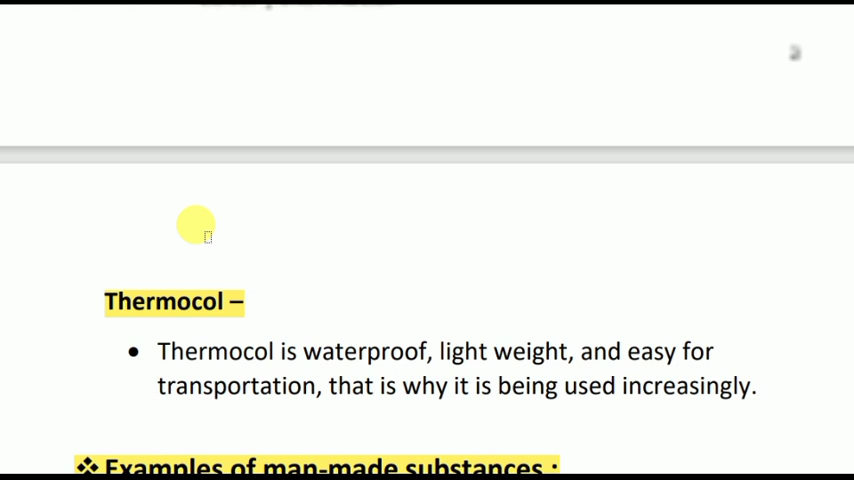 Thermocol –
• Thermocol is waterproof, light weight, and easy for
transportation, that is why it is being used increasingly.
❖ Examples of man-made substances :